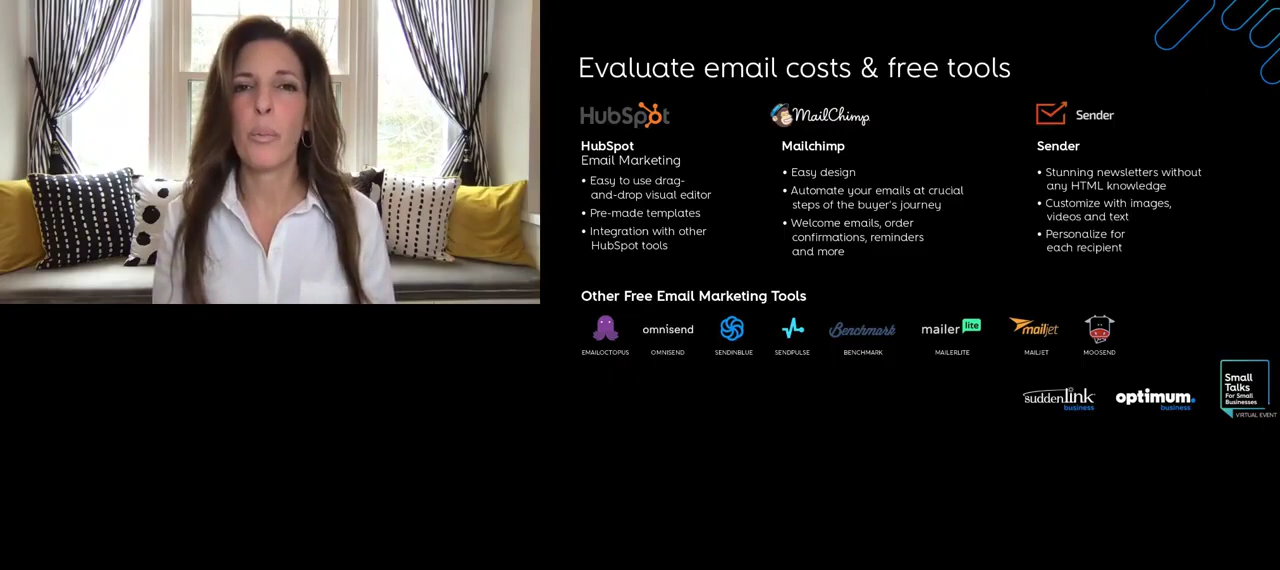 Evaluate email costs & free tools
HubSpot
HubSpot
Email Marketing
• Easy to use drag-
and-drop visual editor
• Pre-made templates
• Integration with other
HubSpot tools
MailChimp
Mailchimp
• Easy design
• Automate your emails at crucial
steps of the buyer's journey
• Welcome emails, order
confirmations, reminders
and more
Sender
Sender
• Stunning newsletters without
any HTML knowledge
• Customize with images,
videos and text
• Personalize for
each recipient
Other Free Email Marketing Tools
omnisend
Benchmark
mailer lite
mailjet
EMAILOCTOPUS
OMNISEND
SENDINBLUE
SENDPULSE
BENCHMARK
MAILERLITE
MAILJET
MOOSEND
suddenlink
business
optimum.
business
Small
Talks
For Small
Businesses
VIRTUAL EVENT